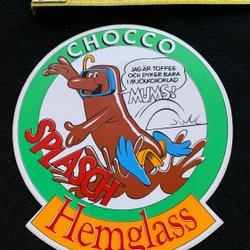 CHOCCO
JAG ÄR TOFFEE
OCH DYKER BARA
I MJÖLKCHOKLAD
MUMS!
SPLASCH
Hemglass